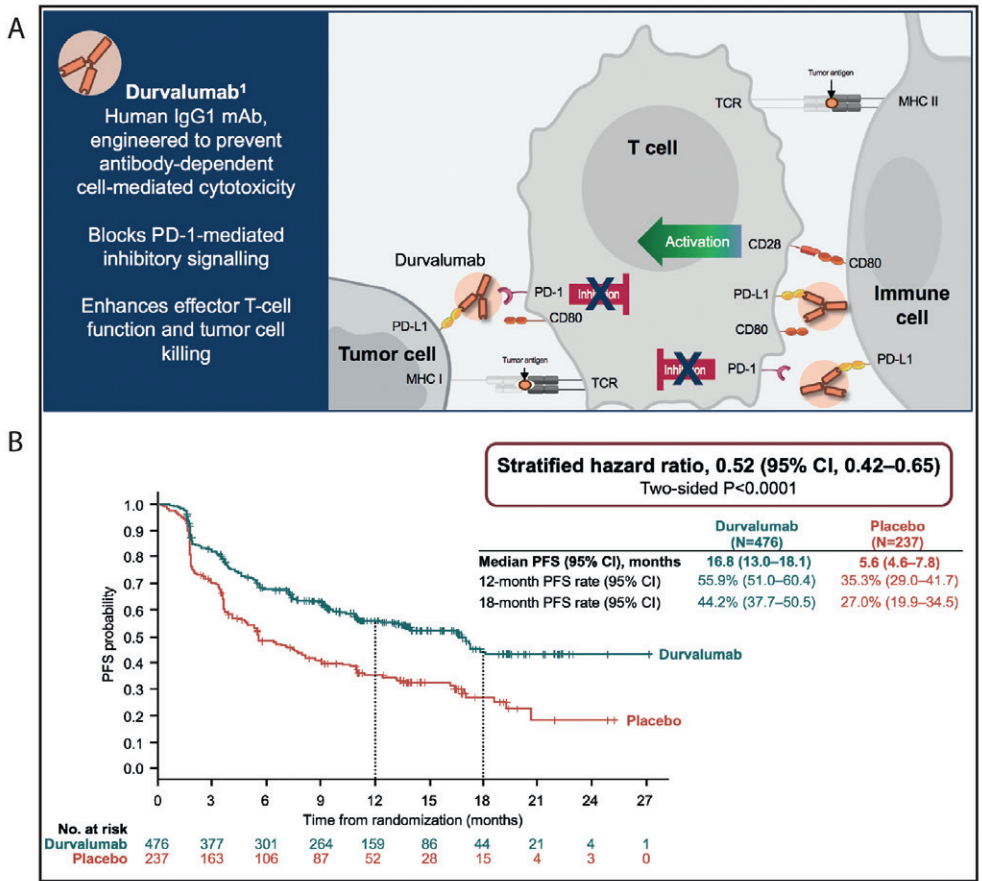 A
Durvalumab1
Human IgG1 mAb,
engineered to prevent
antibody-dependent
cell-mediated cytotoxicity
Blocks PD-1-mediated
inhibitory signalling
Enhances effector T-cell
function and tumor cell
killing
Tumor antigen
TCR
MHC II
T cell
Activation
CD28
CD80
Durvalumab
PD-L1
PD-1
Inhibition
CD80
PD-L1
CD80
Immune
cell
Tumor cell
MHC I
Tumor antigen
TCR
Inhibition
PD-1
PD-L1
B
Stratified hazard ratio, 0.52 (95% CI, 0.42–0.65)
Two-sided P<0.0001
Durvalumab Placebo
(N=476) (N=237)
Median PFS (95% CI), months 16.8 (13.0–18.1) 5.6 (4.6–7.8)
12-month PFS rate (95% CI) 55.9% (51.0–60.4) 35.3% (29.0–41.7)
18-month PFS rate (95% CI) 44.2% (37.7–50.5) 27.0% (19.9–34.5)
PFS probability
1.0
0.9
0.8
0.7
0.6
0.5
0.4
0.3
0.2
0.1
0.0
Durvalumab
Placebo
0 3 6 9 12 15 18 21 24 27
Time from randomization (months)
No. at risk
Durvalumab 476 377 301 264 159 86 44 21 4 1
Placebo 237 163 106 87 52 28 15 4 3 0